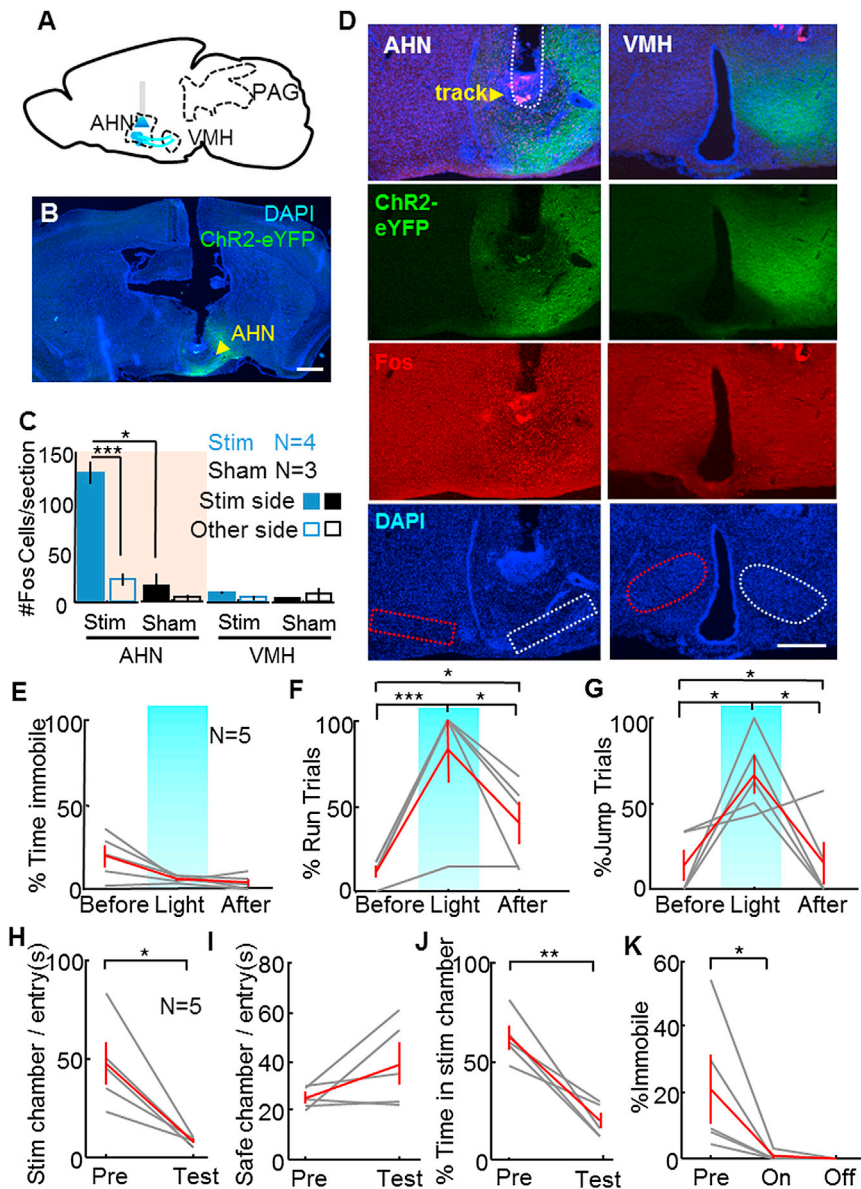 A
AHN
PAG
VMH
B
DAPI
ChR2-eYFP
AHN
C
150
100
50
0
#Fos Cells/section
***
*
Stim N=4
Sham N=3
Stim side
Other side
Stim
Sham
Stim
Sham
AHN
VMH
D
AHN
VMH
track
ChR2-
eYFP
Fos
DAPI
E
100
50
0
% Time immobile
N=5
Before
Light
After
F
*
***
*
100
50
0
% Run Trials
Before
Light
After
G
*
*
*
100
50
0
%Jump Trials
Before
Light
After
H
100
50
0
Stim chamber / entry(s)
*
N=5
Pre
Test
I
80
60
40
20
0
Safe chamber / entry(s)
Pre
Test
J
100
80
60
40
20
0
% Time in stim chamber
**
Pre
Test
K
60
40
20
0
%Immobile
*
Pre
On
Off